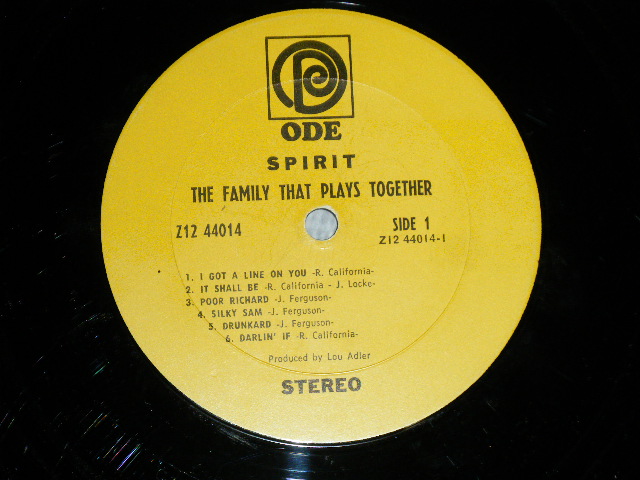 ODE
SPIRIT
THE FAMILY THAT PLAYS TOGETHER
Z12 44014
SIDE 1
Z12 44014-1
1. I GOT A LINE ON YOU -R. California-
2. IT SHALL BE -R. California - J. Locke-
3. POOR RICHARD -J. Ferguson-
4. SILKY SAM -J. Ferguson-
5. DRUNKARD -J. Ferguson-
6. DARLIN' IF -R. California-
Produced by Lou Adler
STEREO